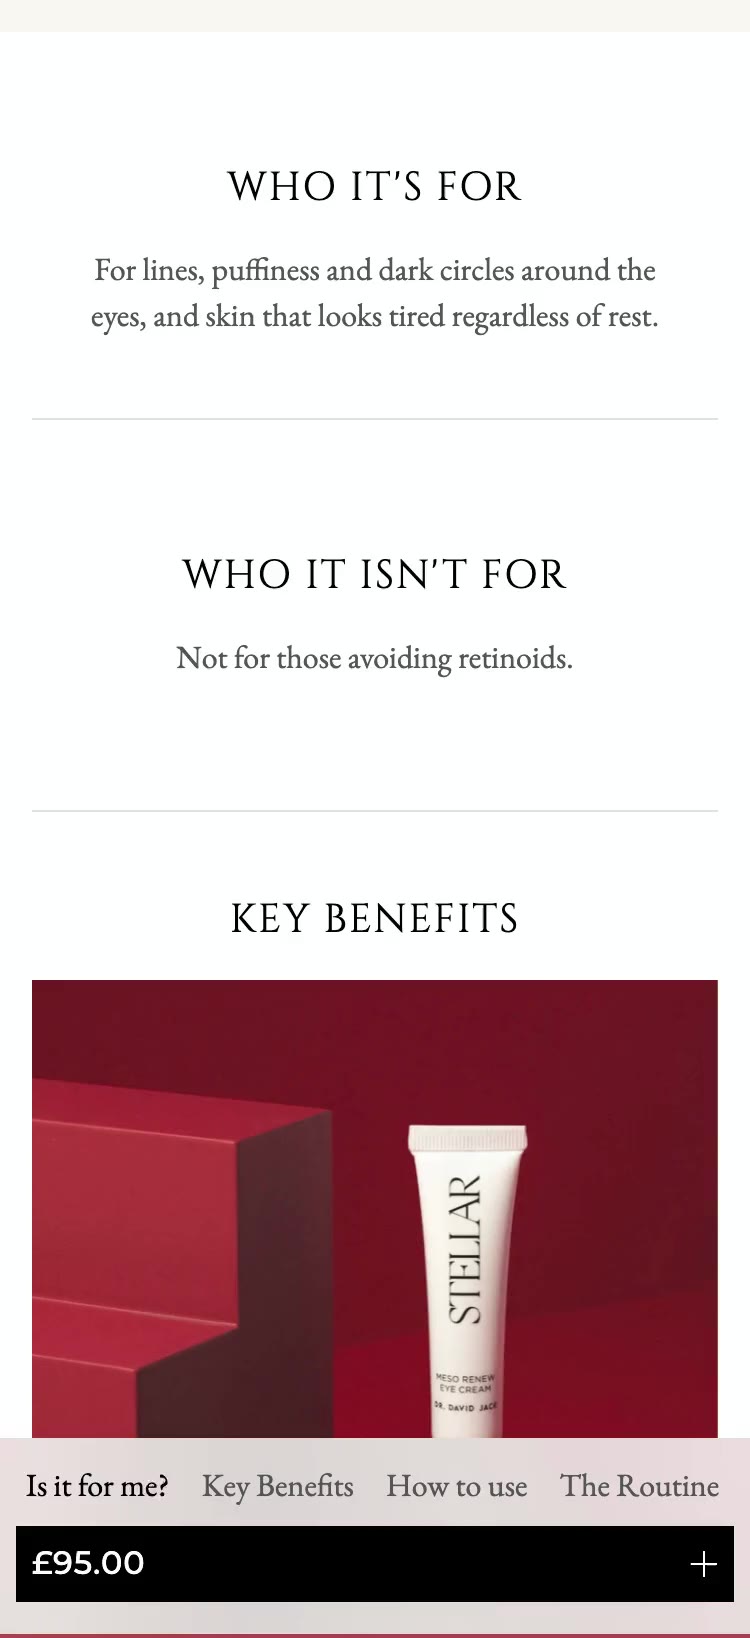 WHO IT'S FOR
For lines, puffiness and dark circles around the
eyes, and skin that looks tired regardless of rest.
WHO IT ISN'T FOR
Not for those avoiding retinoids.
KEY BENEFITS
STELLAR
MESO RENEW
EYE CREAM
DR. DAVID JACK
Is it for me? Key Benefits How to use The Routine
£95.00 +